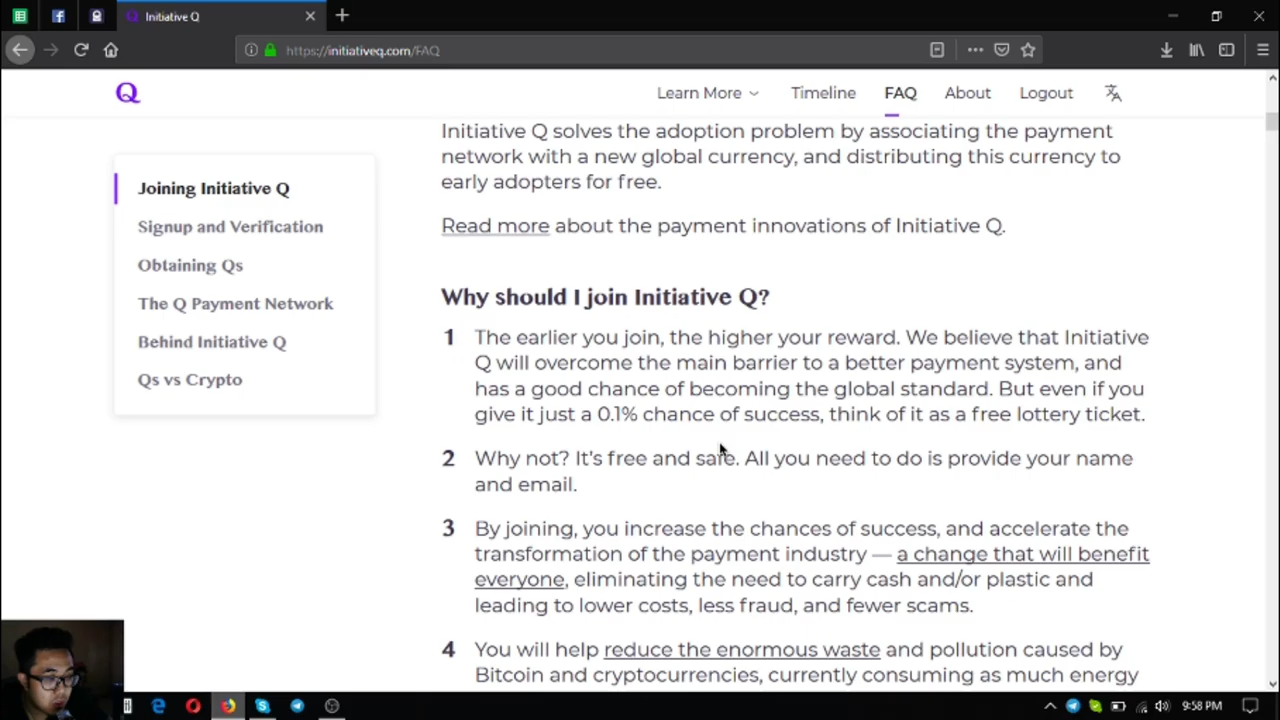 Initiative Q
https://initiativeq.com/FAQ
Q
Learn More
Timeline
FAQ
About
Logout
Joining Initiative Q
Signup and Verification
Obtaining Qs
The Q Payment Network
Behind Initiative Q
Qs vs Crypto
Initiative Q solves the adoption problem by associating the payment
network with a new global currency, and distributing this currency to
early adopters for free.
Read more about the payment innovations of Initiative Q.
Why should I join Initiative Q?
1 The earlier you join, the higher your reward. We believe that Initiative
Q will overcome the main barrier to a better payment system, and
has a good chance of becoming the global standard. But even if you
give it just a 0.1% chance of success, think of it as a free lottery ticket.
2 Why not? It's free and safe. All you need to do is provide your name
and email.
3 By joining, you increase the chances of success, and accelerate the
transformation of the payment industry — a change that will benefit
everyone, eliminating the need to carry cash and/or plastic and
leading to lower costs, less fraud, and fewer scams.
4 You will help reduce the enormous waste and pollution caused by
Bitcoin and cryptocurrencies, currently consuming as much energy
9:58 PM